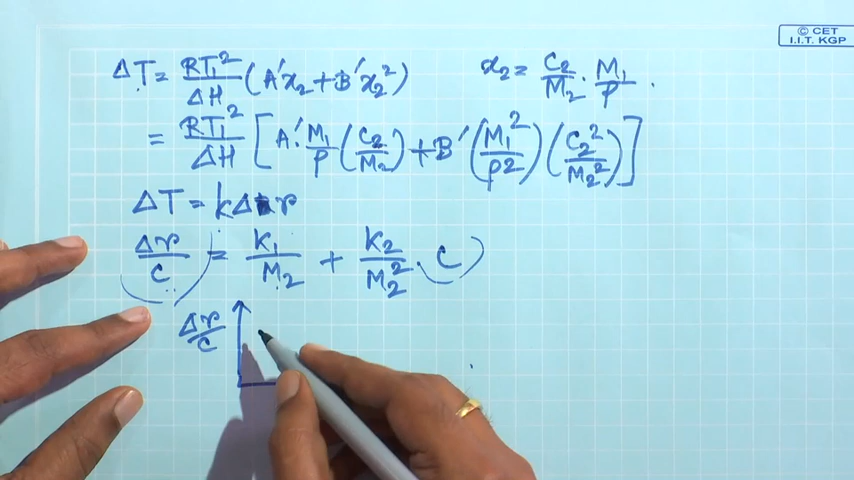 © CET
I.I.T. KGP
ΔT = RT₁²/ΔH (A'x₂ + B'x₂²) x₂ = C₂/M₂ · M₁/ρ .
= RT₁²/ΔH [ A'. M₁/ρ (C₂/M₂) + B' (M₁²/ρ2) (C₂²/M₂²) ]
ΔT = kΔr
Δr/C = K₁/M₂ + K₂/M₂² · C
Δr/C